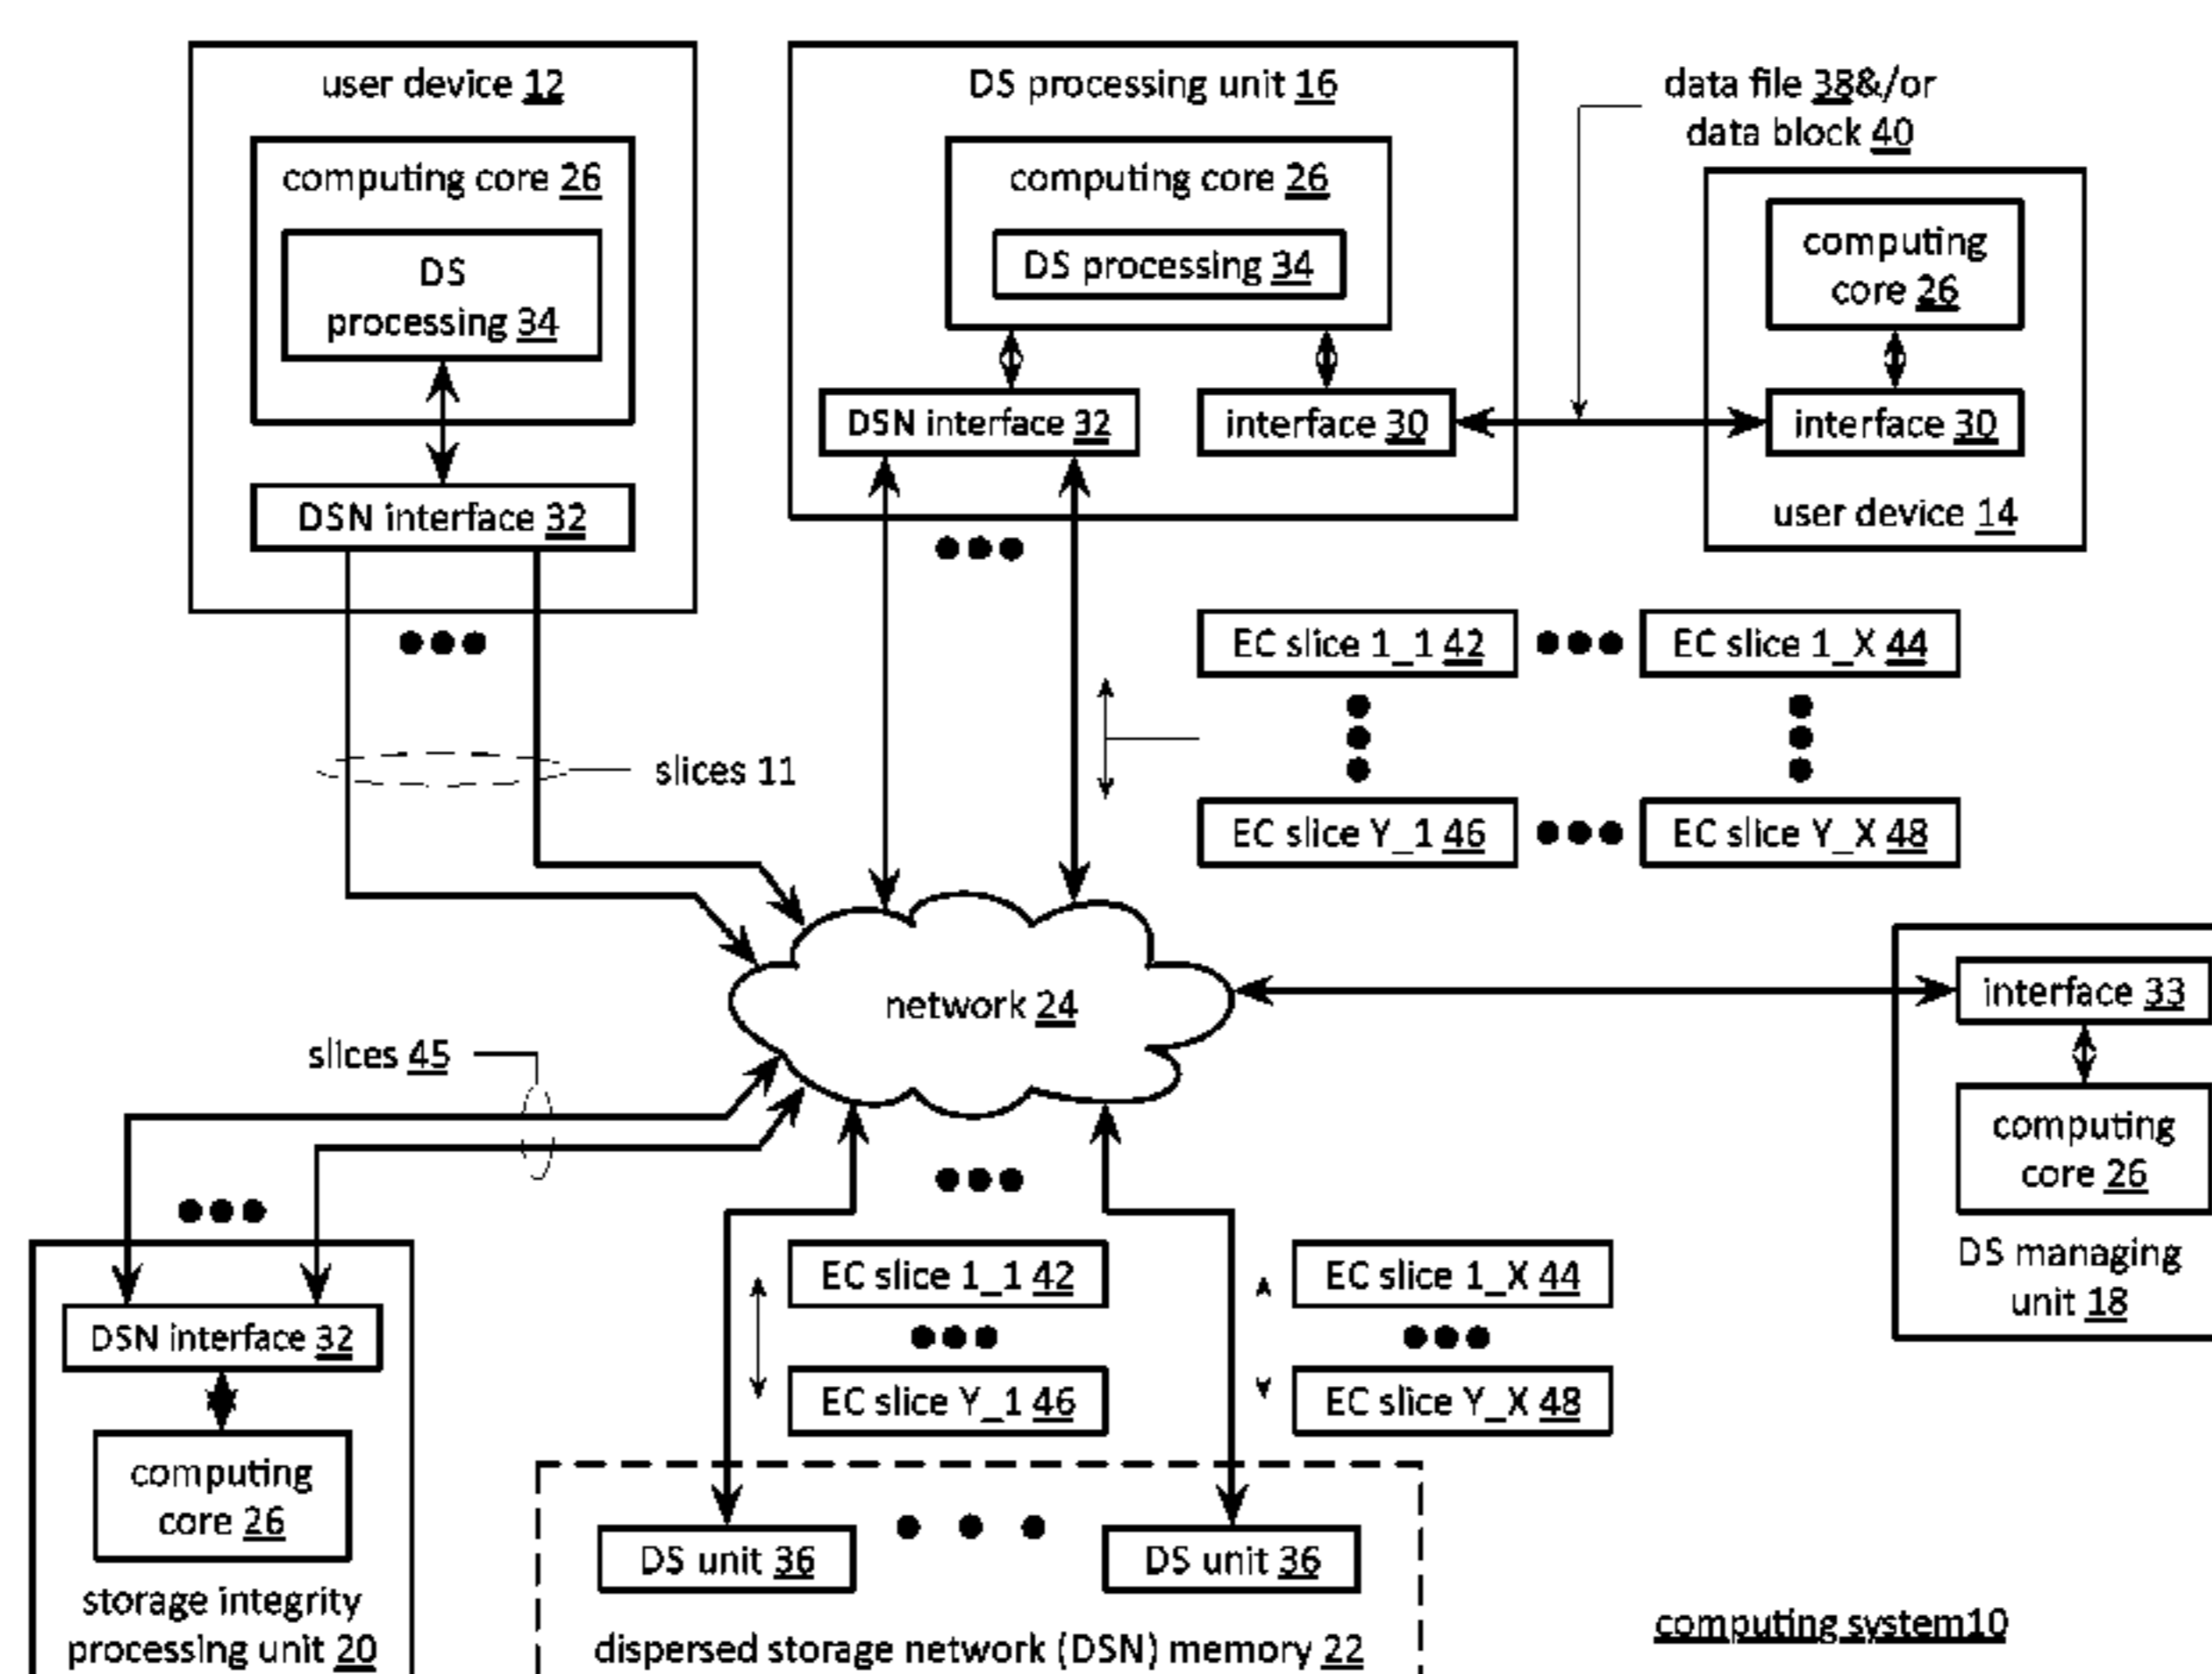 user device 12
computing core 26
DS
processing 34
DSN interface 32
DS processing unit 16
computing core 26
DS processing 34
DSN interface 32
interface 30
data file 38&/or
data block 40
computing
core 26
interface 30
user device 14
EC slice 1_1 42
EC slice 1_X 44
EC slice Y_1 46
EC slice Y_X 48
slices 11
network 24
interface 33
computing
core 26
DS managing
unit 18
slices 45
DSN interface 32
computing
core 26
storage integrity
processing unit 20
EC slice 1_1 42
EC slice Y_1 46
EC slice 1_X 44
EC slice Y_X 48
DS unit 36
DS unit 36
dispersed storage network (DSN) memory 22
computing system10